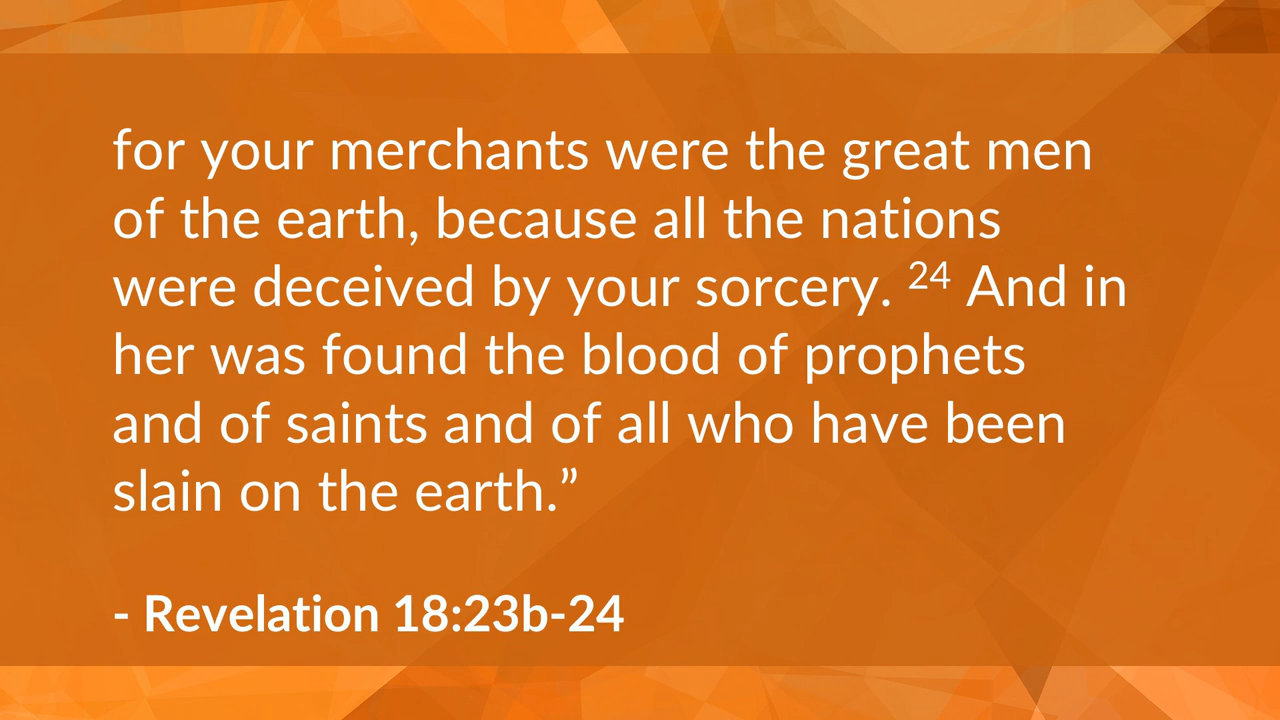 for your merchants were the great men
of the earth, because all the nations
were deceived by your sorcery. 24 And in
her was found the blood of prophets
and of saints and of all who have been
slain on the earth.”
- Revelation 18:23b-24